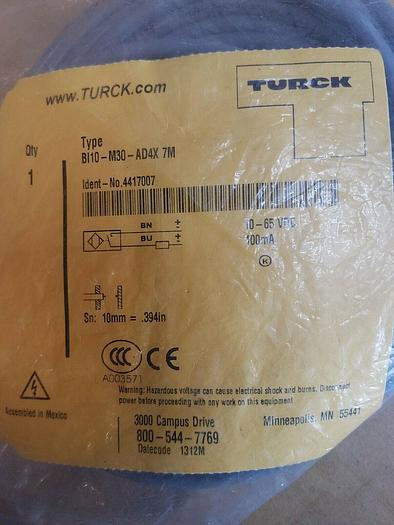 www.TURCK.com
TURCK
Qty
1
Type
BI10-M30-AD4X 7M
Ident-No.4417007
BN
±
BU
±
10-65 VDC
100mA
K
Sn: 10mm = .394in
CCC
CE
A003571
Warning: Hazardous voltage can cause electrical shock and burns. Disconnect
power before proceeding with any work on this equipment
Assembled in Mexico
3000 Campus Drive
Minneapolis, MN 55441
800-544-7769
Datecode 1312M